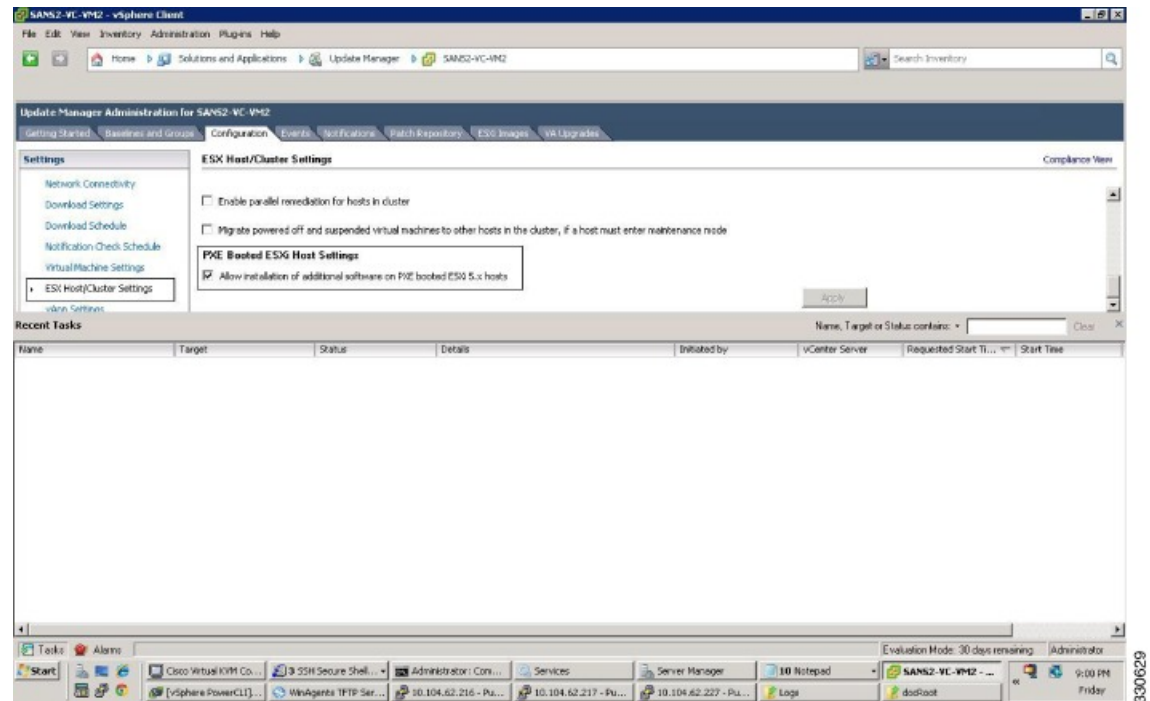 SANS2-VC-VM2 - vSphere Client
File Edit View Inventory Administration Plug-ins Help
Home Solutions and Applications Update Manager SANS2-VC-VM2 Search Inventory
Update Manager Administration for SANS2-VC-VM2
Getting Started Baselines and Groups Configuration Events Notifications Patch Repository ESXi Images VA Upgrades
Settings
ESX Host/Cluster Settings
Compliance View
Network Connectivity
Download Settings
Download Schedule
Notification Check Schedule
Virtual Machine Settings
ESX Host/Cluster Settings
vApp Settings
Enable parallel remediation for hosts in cluster
Migrate powered off and suspended virtual machines to other hosts in the cluster, if a host must enter maintenance mode
PXE Booted ESXi Host Settings
Allow installation of additional software on PXE booted ESXi 5.x hosts
Apply
Recent Tasks
Name, Target or Status contains: Clear
Name Target Status Details Initiated by vCenter Server Requested Start Ti... Start Time
Tasks Alarms
Evaluation Mode: 30 days remaining Administrator
Start Cisco Virtual KVM Co... 3 SSH Secure Shell... Administrator: Com... Services Server Manager 10 Notepad SANS2-VC-VM2 - ... 9:00 PM
[vSphere PowerCLI]... WinAgents TFTP Ser... 10.104.62.216 - Pu... 10.104.62.217 - Pu... 10.104.62.227 - Pu... Logs docRoot Friday
330629